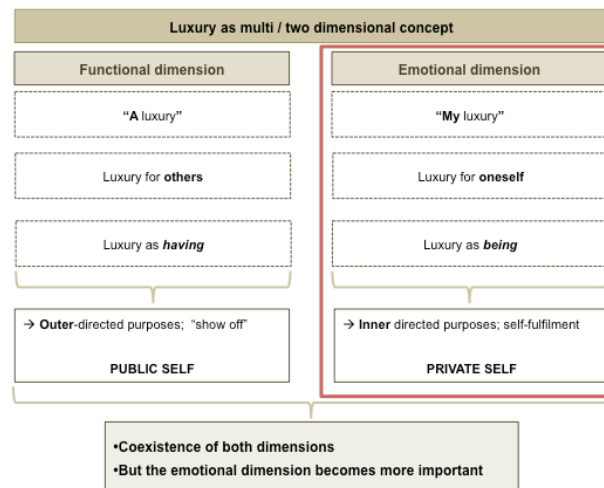 Luxury as multi / two dimensional concept
Functional dimension
"A luxury"
Luxury for others
Luxury as having
→ Outer-directed purposes; "show off"
PUBLIC SELF
Emotional dimension
"My luxury"
Luxury for oneself
Luxury as being
→ Inner directed purposes; self-fulfilment
PRIVATE SELF
•Coexistence of both dimensions
•But the emotional dimension becomes more important